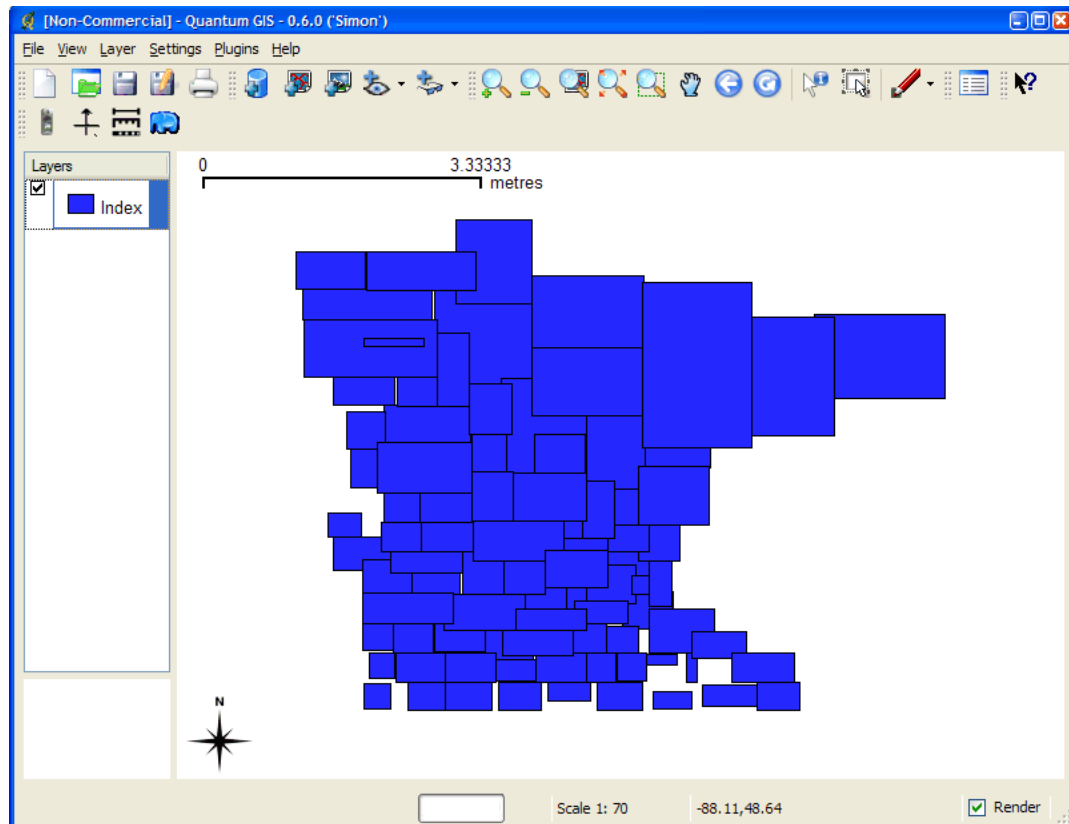 [Non-Commercial] - Quantum GIS - 0.6.0 ('Simon')
File View Layer Settings Plugins Help
Layers
Index
0 3.33333
metres
N
Scale 1: 70 -88.11,48.64 Render